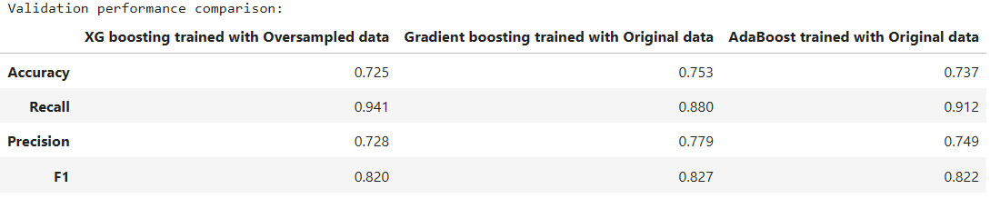 Validation performance comparison:
XG boosting trained with Oversampled data Gradient boosting trained with Original data AdaBoost trained with Original data
Accuracy 0.725 0.753 0.737
Recall 0.941 0.880 0.912
Precision 0.728 0.779 0.749
F1 0.820 0.827 0.822